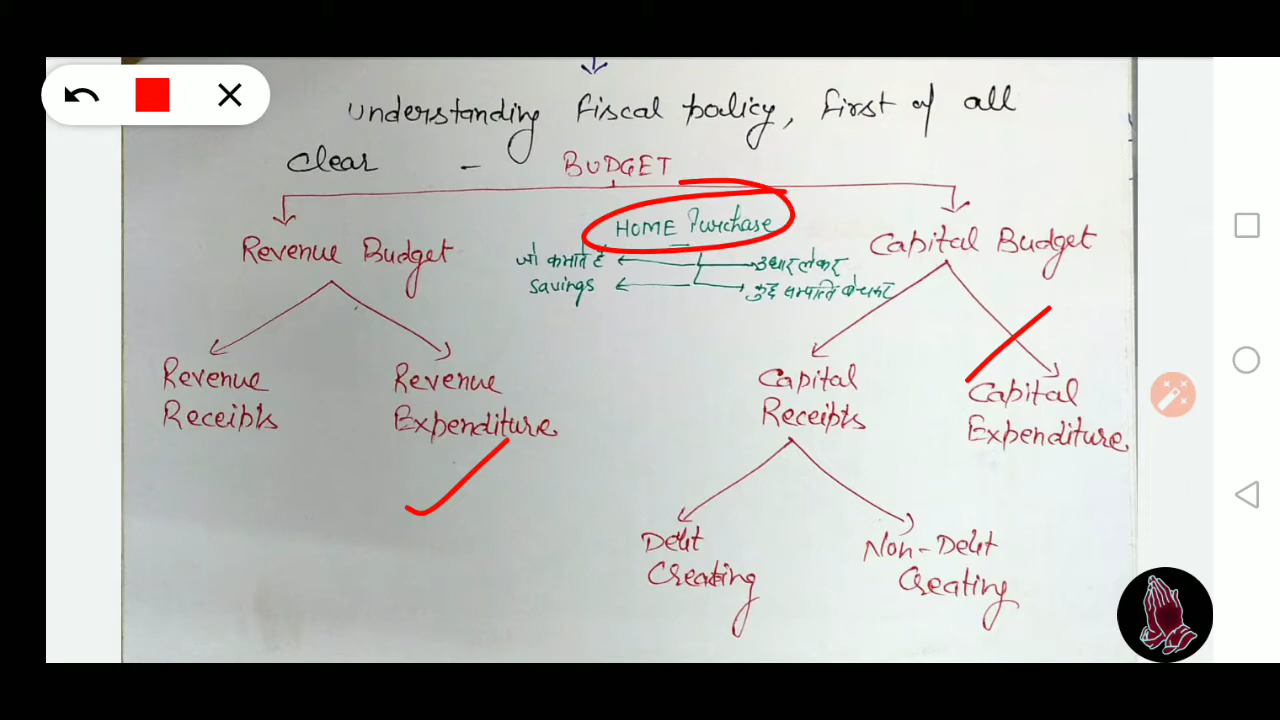 understanding fiscal policy, first of all
clear - BUDGET
HOME Purchase
Revenue Budget
Capital Budget
जो कमाते हैं
उधार लेकर
savings
कुछ सम्पत्ति बेचकर
Revenue Receipts
Revenue Expenditure
Capital Receipts
Capital Expenditure
Debt Creating
Non-Debt Creating